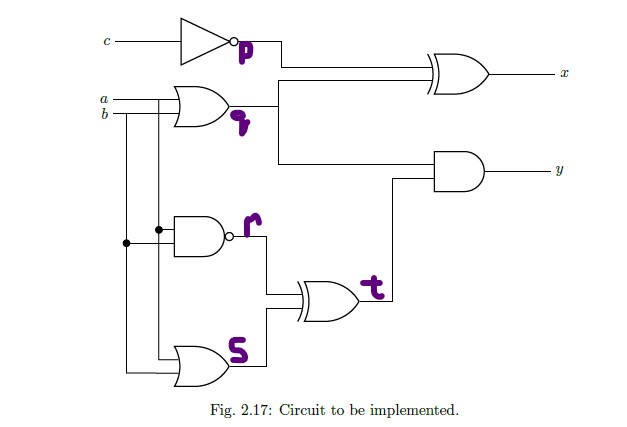 c
p
x
a
b
q
y
r
t
s
Fig. 2.17: Circuit to be implemented.